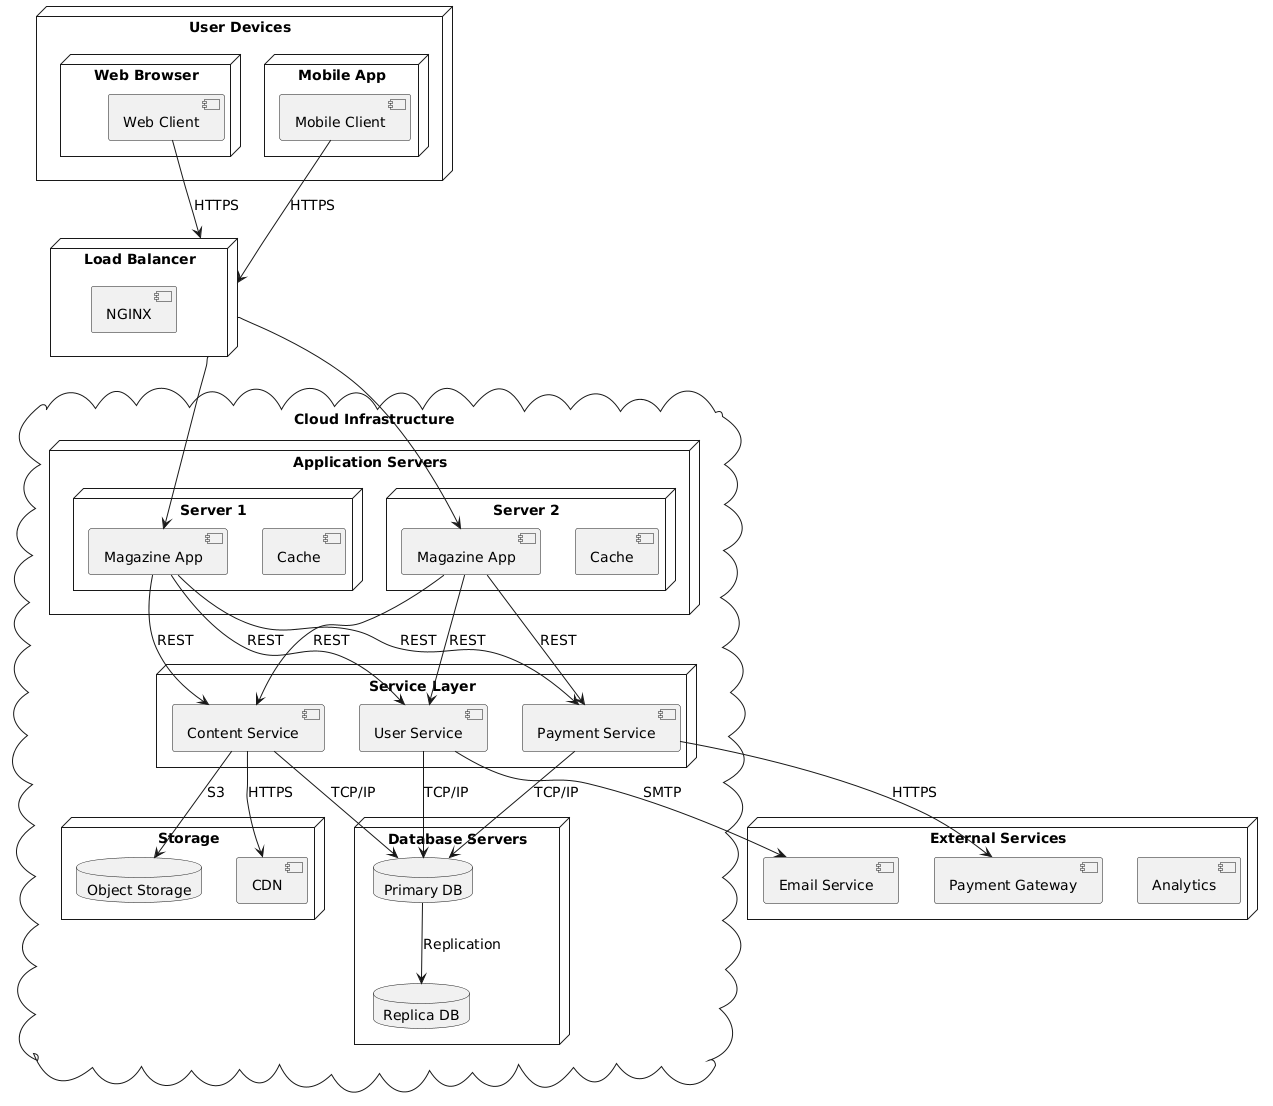 User Devices
Web Browser
Mobile App
Web Client
Mobile Client
HTTPS
HTTPS
Load Balancer
NGINX
Cloud Infrastructure
Application Servers
Server 1
Server 2
Magazine App
Cache
Magazine App
Cache
REST
REST
REST
REST
REST
REST
Service Layer
Content Service
User Service
Payment Service
S3
HTTPS
TCP/IP
TCP/IP
TCP/IP
SMTP
HTTPS
Storage
Database Servers
External Services
Object Storage
CDN
Primary DB
Email Service
Payment Gateway
Analytics
Replication
Replica DB